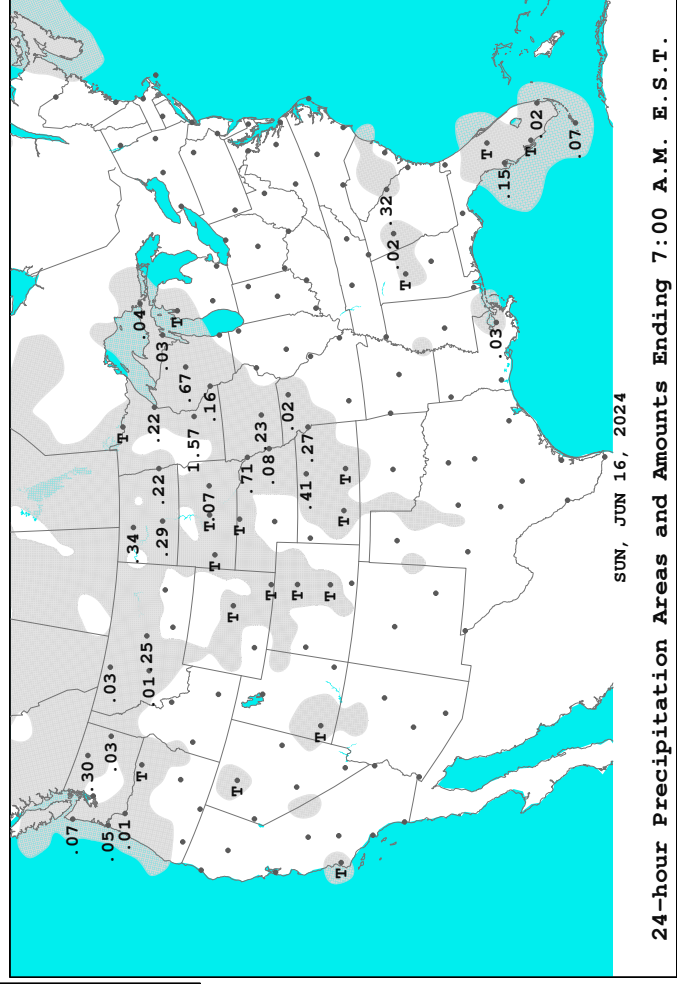 .07
.30
.05
.03
.03
.01
T
.34
.04
T
.25
.01
.22
.22
.29
.03
T
.67
1.57
T
.07
.16
T
T
T
T
.71
.23
.08
T
.02
T
.41
.27
T
T
T
T
T
.32
.02
T
T
.03
.15
T
.02
.07
SUN, JUN 16, 2024
24-hour Precipitation Areas and Amounts Ending 7:00 A.M. E.S.T.